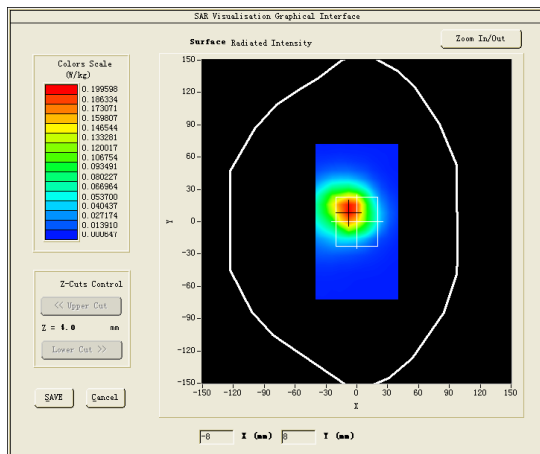 SAR Visualisation Graphical Interface
Surface Radiated Intensity
Zoom In/Out
Colors Scale
(W/kg)
0.199598
0.186334
0.173071
0.159807
0.146544
0.133281
0.120017
0.106754
0.093491
0.080227
0.066964
0.053700
0.040437
0.027174
0.013910
0.000647
Z-Cuts Control
<< Upper Cut
Z = 4.0 mm
Lower Cut >>
SAVE
Cancel
150
120
90
60
30
0
-30
-60
-90
-120
-150
Y
-150 -120 -90 -60 -30 0 30 60 90 120 150
X
-8 X (mm) 8 Y (mm)